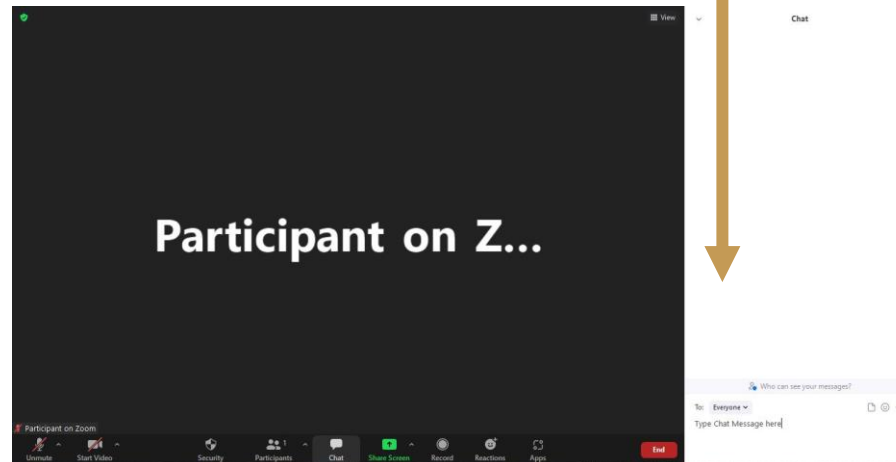 View
Chat
Participant on Z...
Who can see your messages?
To: Everyone
Type Chat Message here
Participant on Zoom
1
Unmute
Start Video
Security
Participants
Chat
Share Screen
Record
Reactions
Apps
End